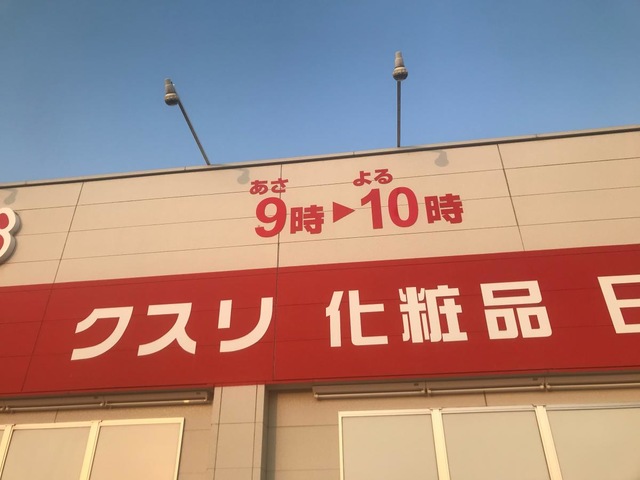 あさ よる
9時▶10時
クスリ 化粧品